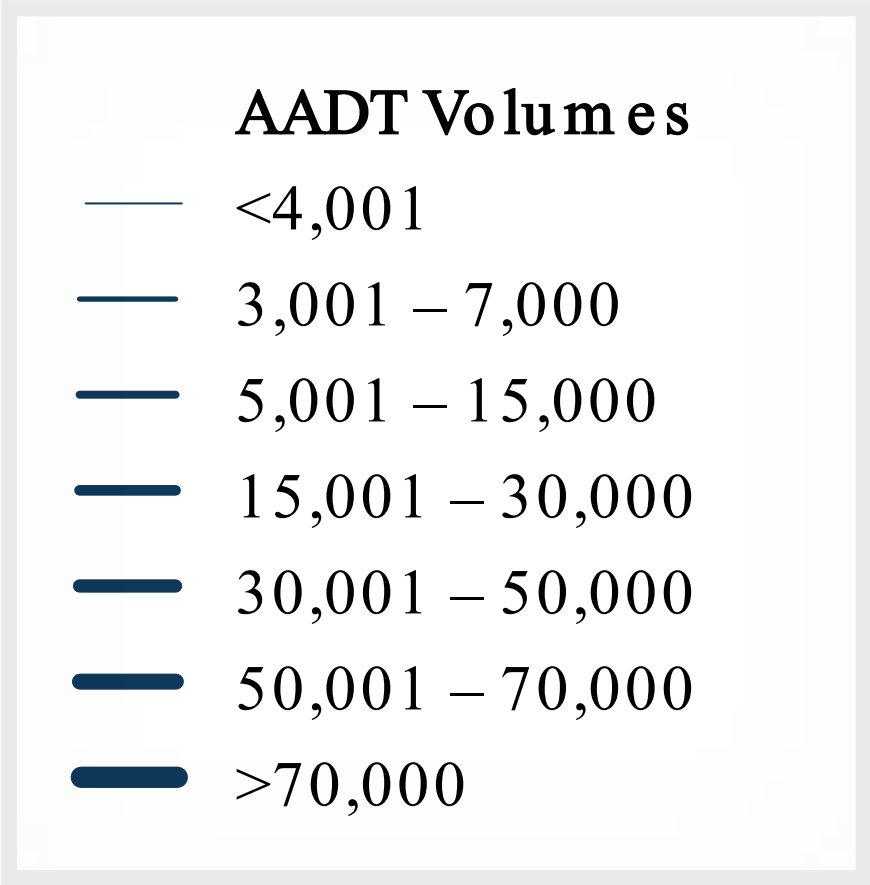 AADT Volumes
<4,001
3,001 – 7,000
5,001 – 15,000
15,001 – 30,000
30,001 – 50,000
50,001 – 70,000
>70,000